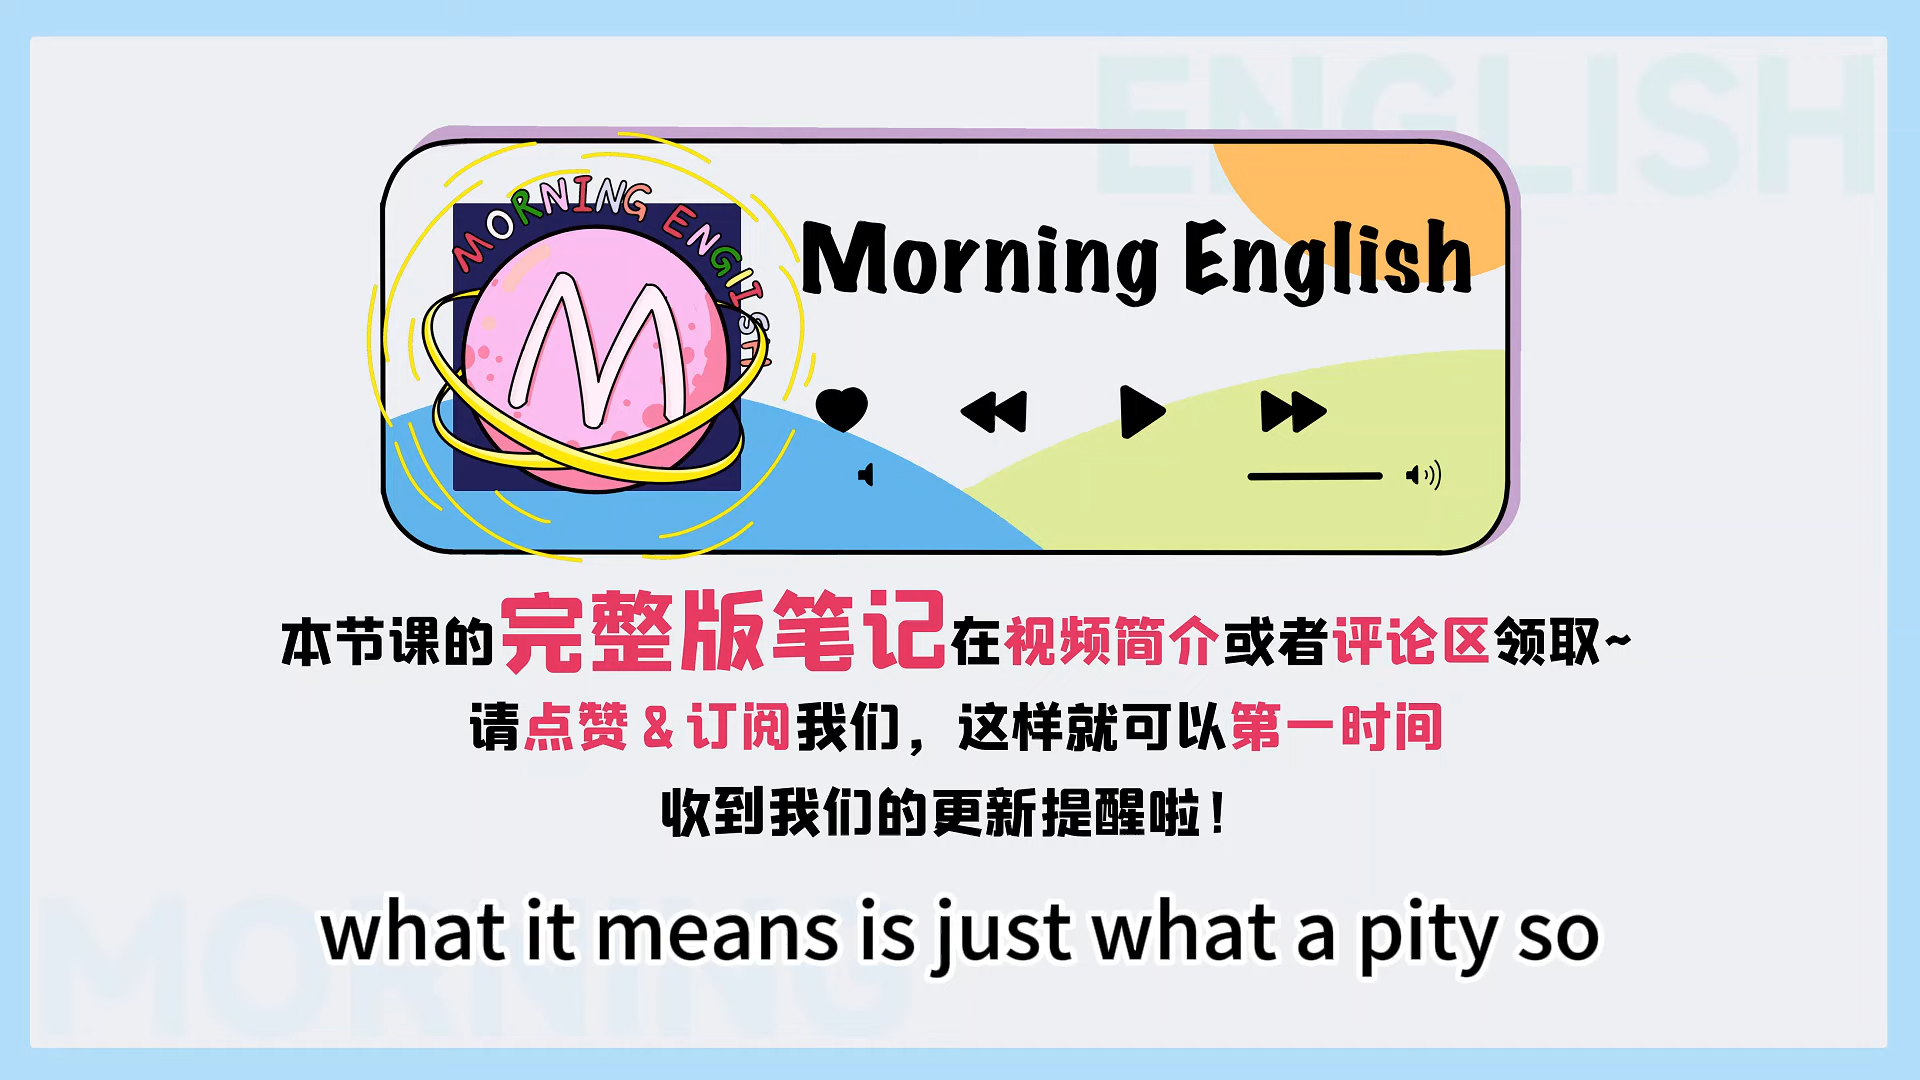 ENGLISH
MORNING ENGLISH
M
Morning English
本节课的完整版笔记在视频简介或者评论区领取~
请点赞&订阅我们，这样就可以第一时间
收到我们的更新提醒啦！
MORNING
what it means is just what a pity so